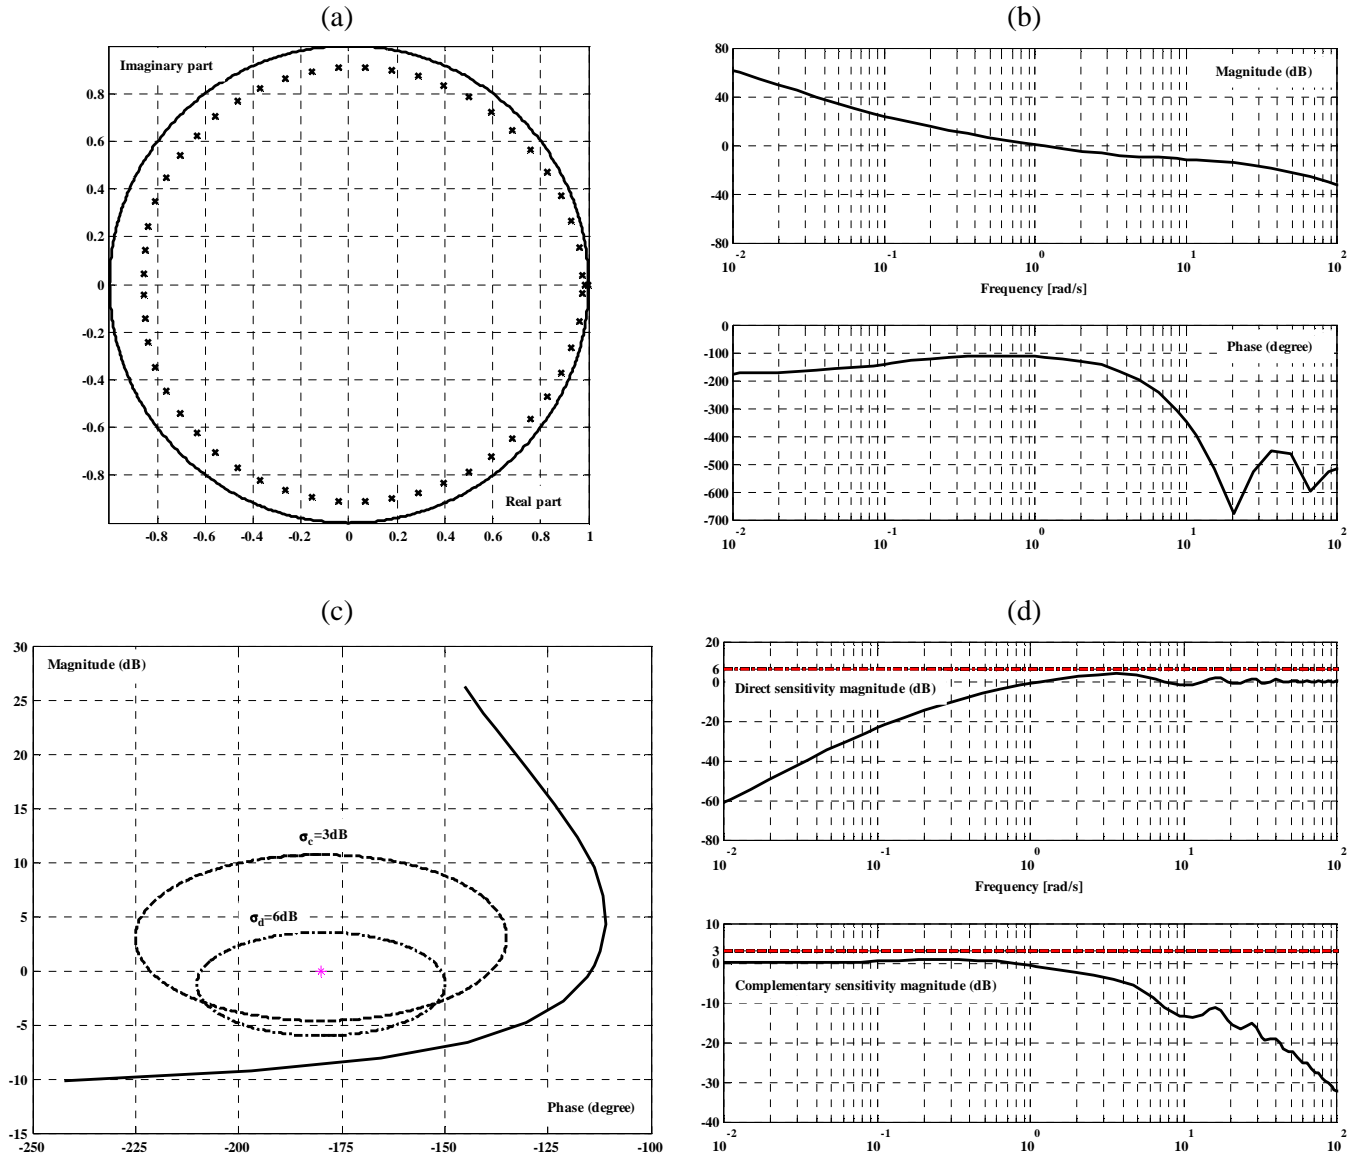 (a)
Imaginary part
0.8
0.6
0.4
0.2
0
-0.2
-0.4
-0.6
-0.8
Real part
-0.8 -0.6 -0.4 -0.2 0 0.2 0.4 0.6 0.8 1
(b)
80
40
0
-40
-80
Magnitude (dB)
10^-2 10^-1 10^0 10^1 10^2
Frequency [rad/s]
0
-100
-200
-300
-400
-500
-600
-700
Phase (degree)
10^-2 10^-1 10^0 10^1 10^2
(c)
30
25
20
15
10
5
0
-5
-10
-15
Magnitude (dB)
σc=3dB
σd=6dB
Phase (degree)
-250 -200 -175 -150 -125 -100
(d)
20
6
0
-20
-40
-60
-80
Direct sensitivity magnitude (dB)
10^-2 10^-1 10^0 10^1 10^2
Frequency [rad/s]
10
3
0
-10
-20
-30
-40
Complementary sensitivity magnitude (dB)
10^-2 10^-1 10^0 10^1 10^2